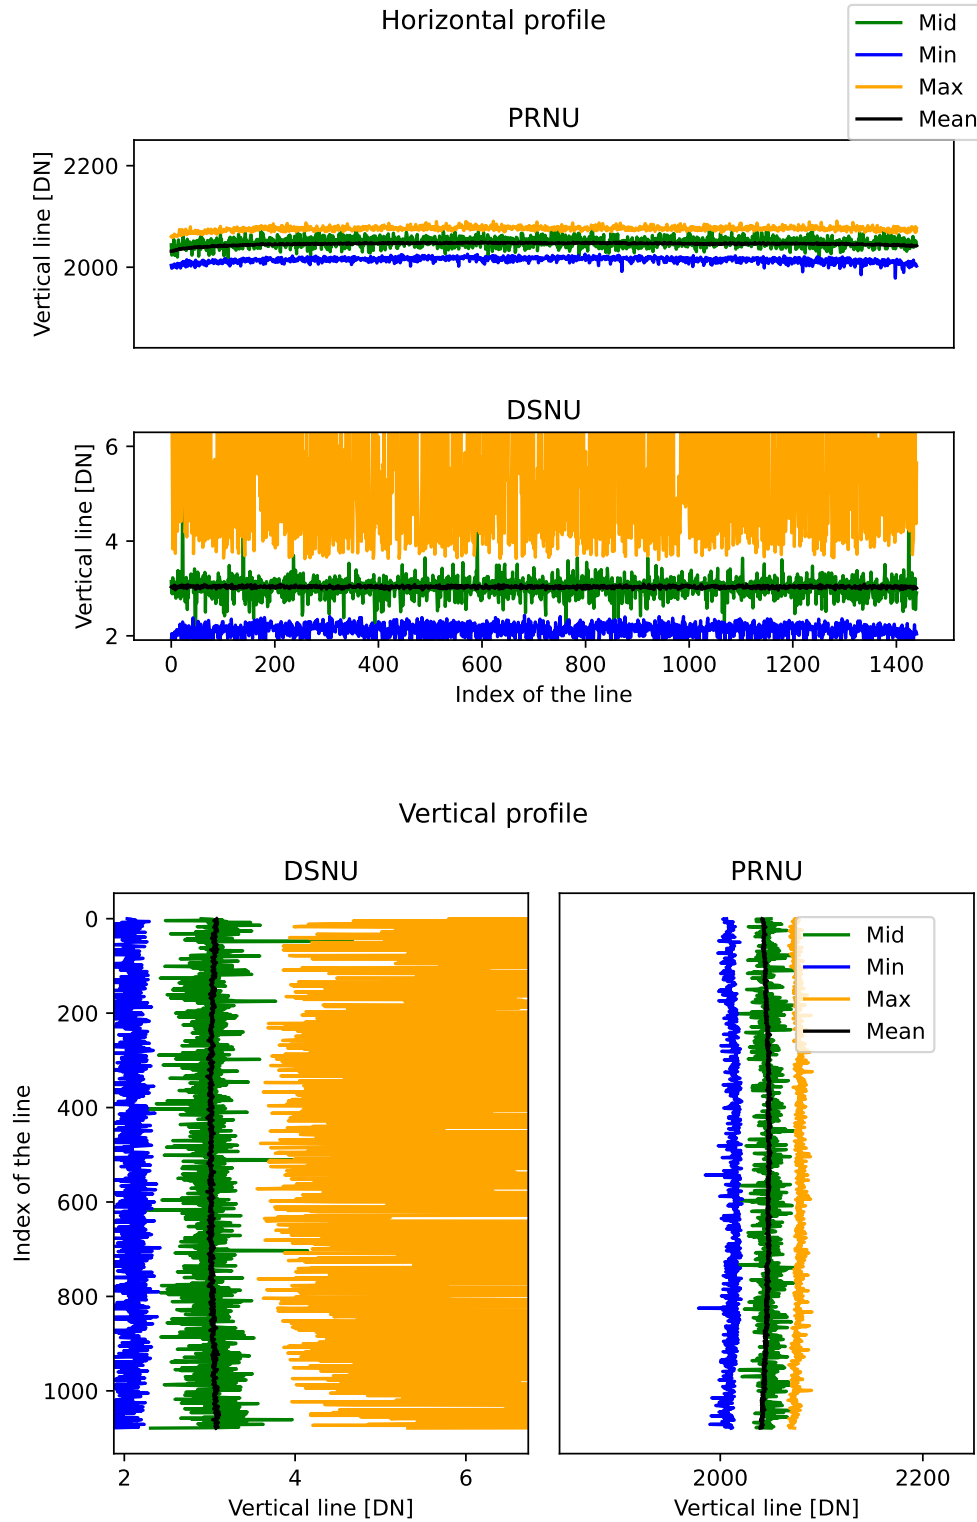 Horizontal profile
Mid
Min
Max
Mean
PRNU
Vertical line [DN]
2200
2000
DSNU
Vertical line [DN]
6
4
2
0 200 400 600 800 1000 1200 1400
Index of the line
Vertical profile
DSNU
PRNU
Index of the line
0
200
400
600
800
1000
Mid
Min
Max
Mean
2 4 6
2000 2200
Vertical line [DN]
Vertical line [DN]